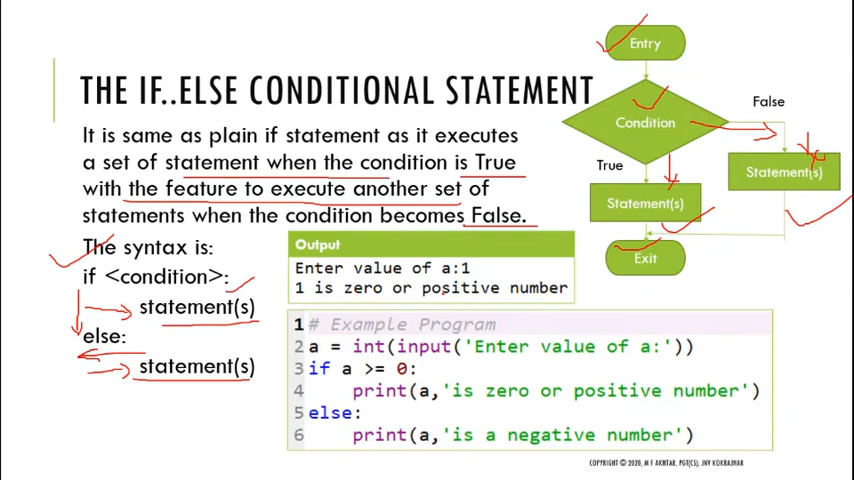 THE IF..ELSE CONDITIONAL STATEMENT
It is same as plain if statement as it executes
a set of statement when the condition is True
with the feature to execute another set of
statements when the condition becomes False.
The syntax is:
if <condition>:
statement(s)
else:
statement(s)
Entry
Condition
False
True
Statement(s)
Statement(s)
Exit
Output
Enter value of a:1
1 is zero or positive number
1 # Example Program
2 a = int(input('Enter value of a:'))
3 if a >= 0:
4 print(a,'is zero or positive number')
5 else:
6 print(a,'is a negative number')
COPYRIGHT © 2020, M F AKHTAR, PGT(CS), JNV KOKRAJHAR